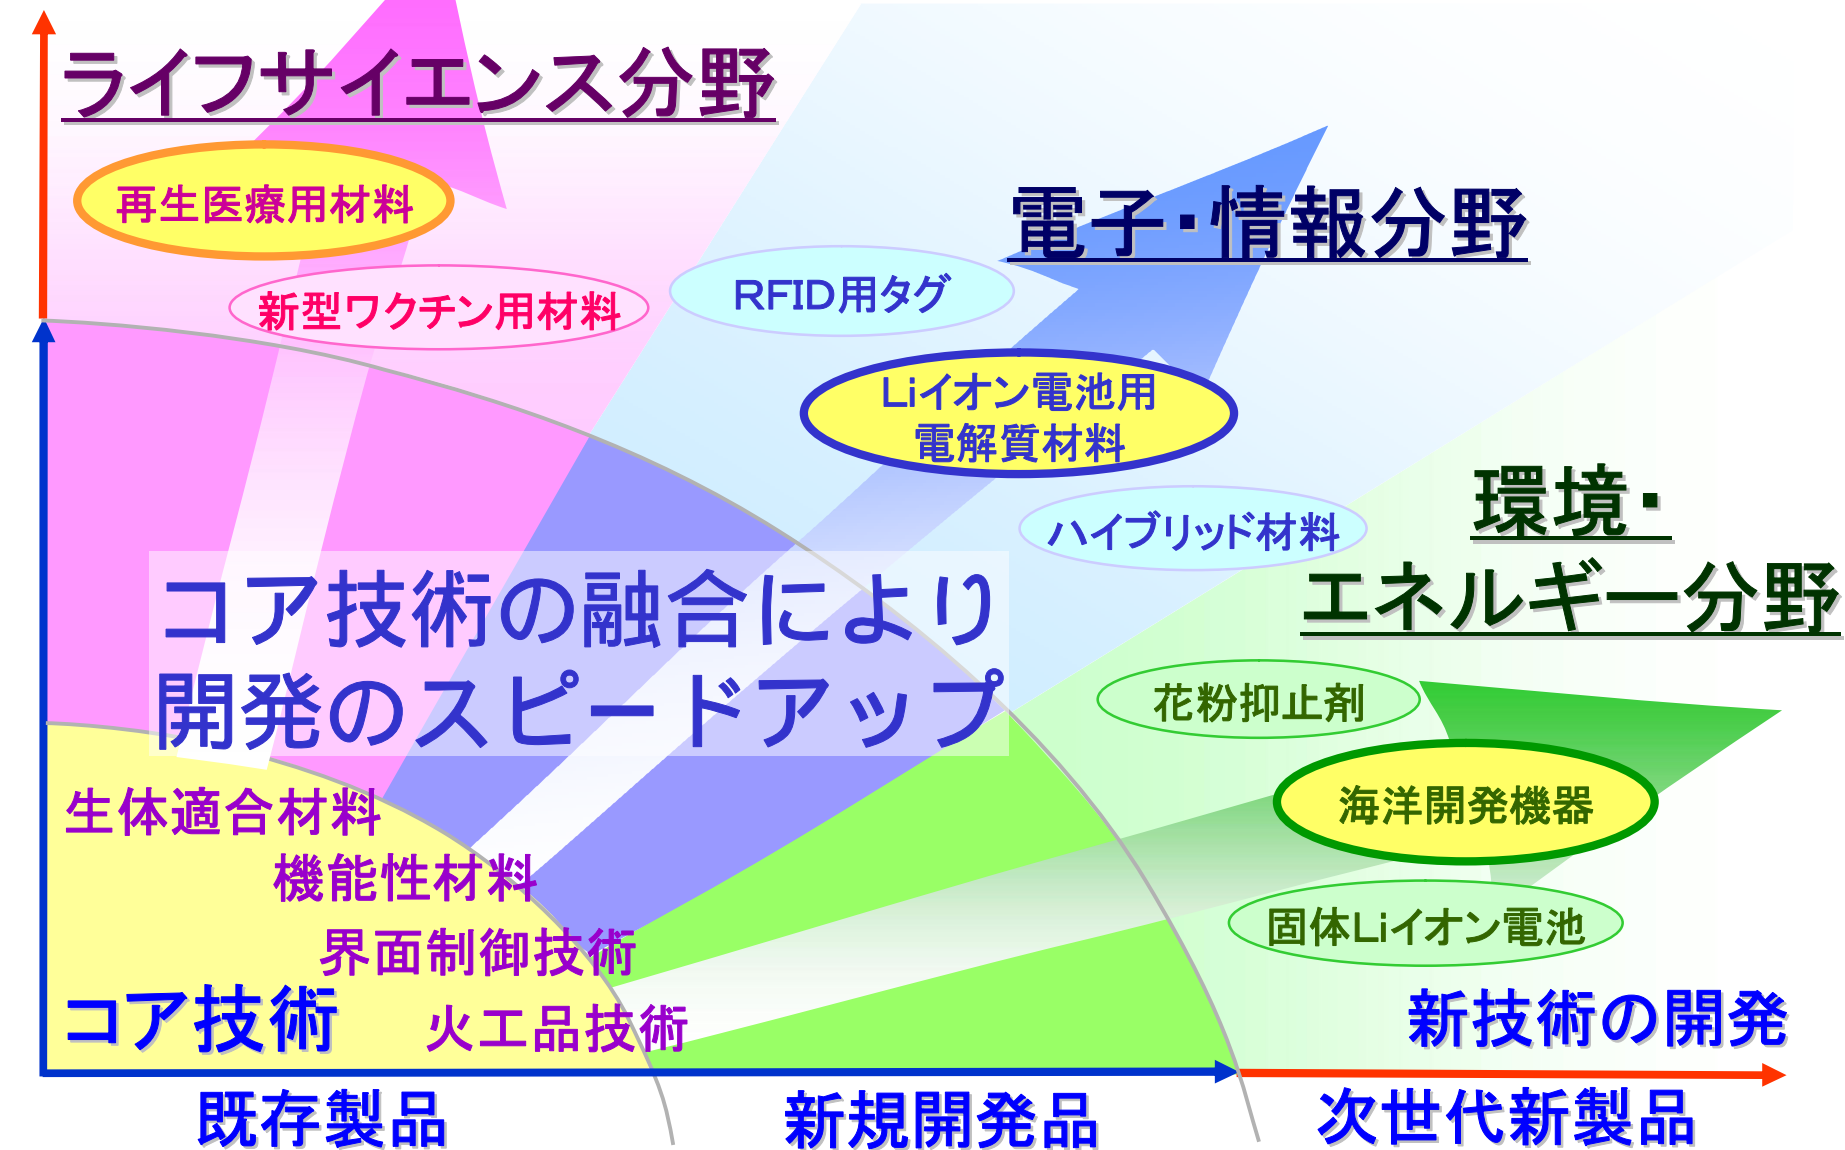 ライフサイエンス分野
再生医療用材料
新型ワクチン用材料
電子・情報分野
RFID用タグ
Liイオン電池用
電解質材料
ハイブリッド材料
環境・
エネルギー分野
花粉抑止剤
海洋開発機器
固体Liイオン電池
コア技術の融合により
開発のスピードアップ
生体適合材料
機能性材料
界面制御技術
火工品技術
コア技術
新技術の開発
既存製品
新規開発品
次世代新製品